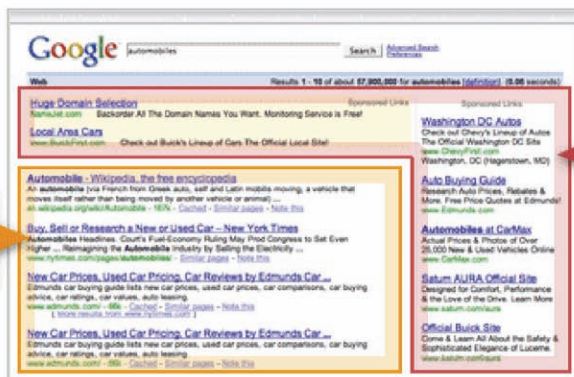 Google
automobiles
Search
Advanced Search
Preferences
Web
Results 1 - 10 of about 57,900,000 for automobiles [definition]. (0.06 seconds)
Huge Domain Selection
Sponsored Links
NameJet.com Backorder All The Domain Names You Want. Monitoring Service is Free!
Local Area Cars
www.BuickFirst.com Check out Buick's Lineup of Cars The Official Local Site!
Automobile - Wikipedia, the free encyclopedia
An automobile (via French from Greek auto, self and Latin mobilis moving, a vehicle that
moves itself rather than being moved by another vehicle or animal) ...
en.wikipedia.org/wiki/Automobile - 167k - Cached - Similar pages - Note this
Buy, Sell or Research a New or Used Car – New York Times
Automobiles Headlines. Court's Fuel-Economy Ruling May Prod Congress to Set Even
Higher ... Reimagining the Automobile Industry by Selling the Electricity ...
www.nytimes.com/pages/automobiles/ - Cached - Similar pages - Note this
New Car Prices, Used Car Pricing, Car Reviews by Edmunds Car ...
Edmunds car buying guide lists new car prices, used car prices, car comparisons, car buying
advice, car ratings, car values, auto leasing.
www.edmunds.com/ - 66k - Cached - Similar pages - Note this
[ More results from www.nytimes.com ]
New Car Prices, Used Car Pricing, Car Reviews by Edmunds Car ...
Edmunds car buying guide lists new car prices, used car prices, car comparisons, car buying
advice, car ratings, car values, auto leasing.
www.edmunds.com/ - 66k - Cached - Similar pages - Note this
Sponsored Links
Washington DC Autos
Check out Chevy's Lineup of Autos
The Official Washington DC Site
www.ChevyFirst.com
Washington, DC (Hagerstown, MD)
Auto Buying Guide
Research Auto Prices, Rebates &
More. Free Price Quotes at Edmunds!
www.Edmunds.com
Automobiles at CarMax
Actual Prices & Photos of Over
25,000 New & Used Vehicles Online
www.CarMax.com
Saturn AURA Official Site
Designed for Comfort, Performance
& the Love of the Drive. Learn More
www.saturn.com/aura
Official Buick Site
Come & Learn All About the Safety &
Sophisticated Elegance of Lucerne.
www.saturn.com/aura